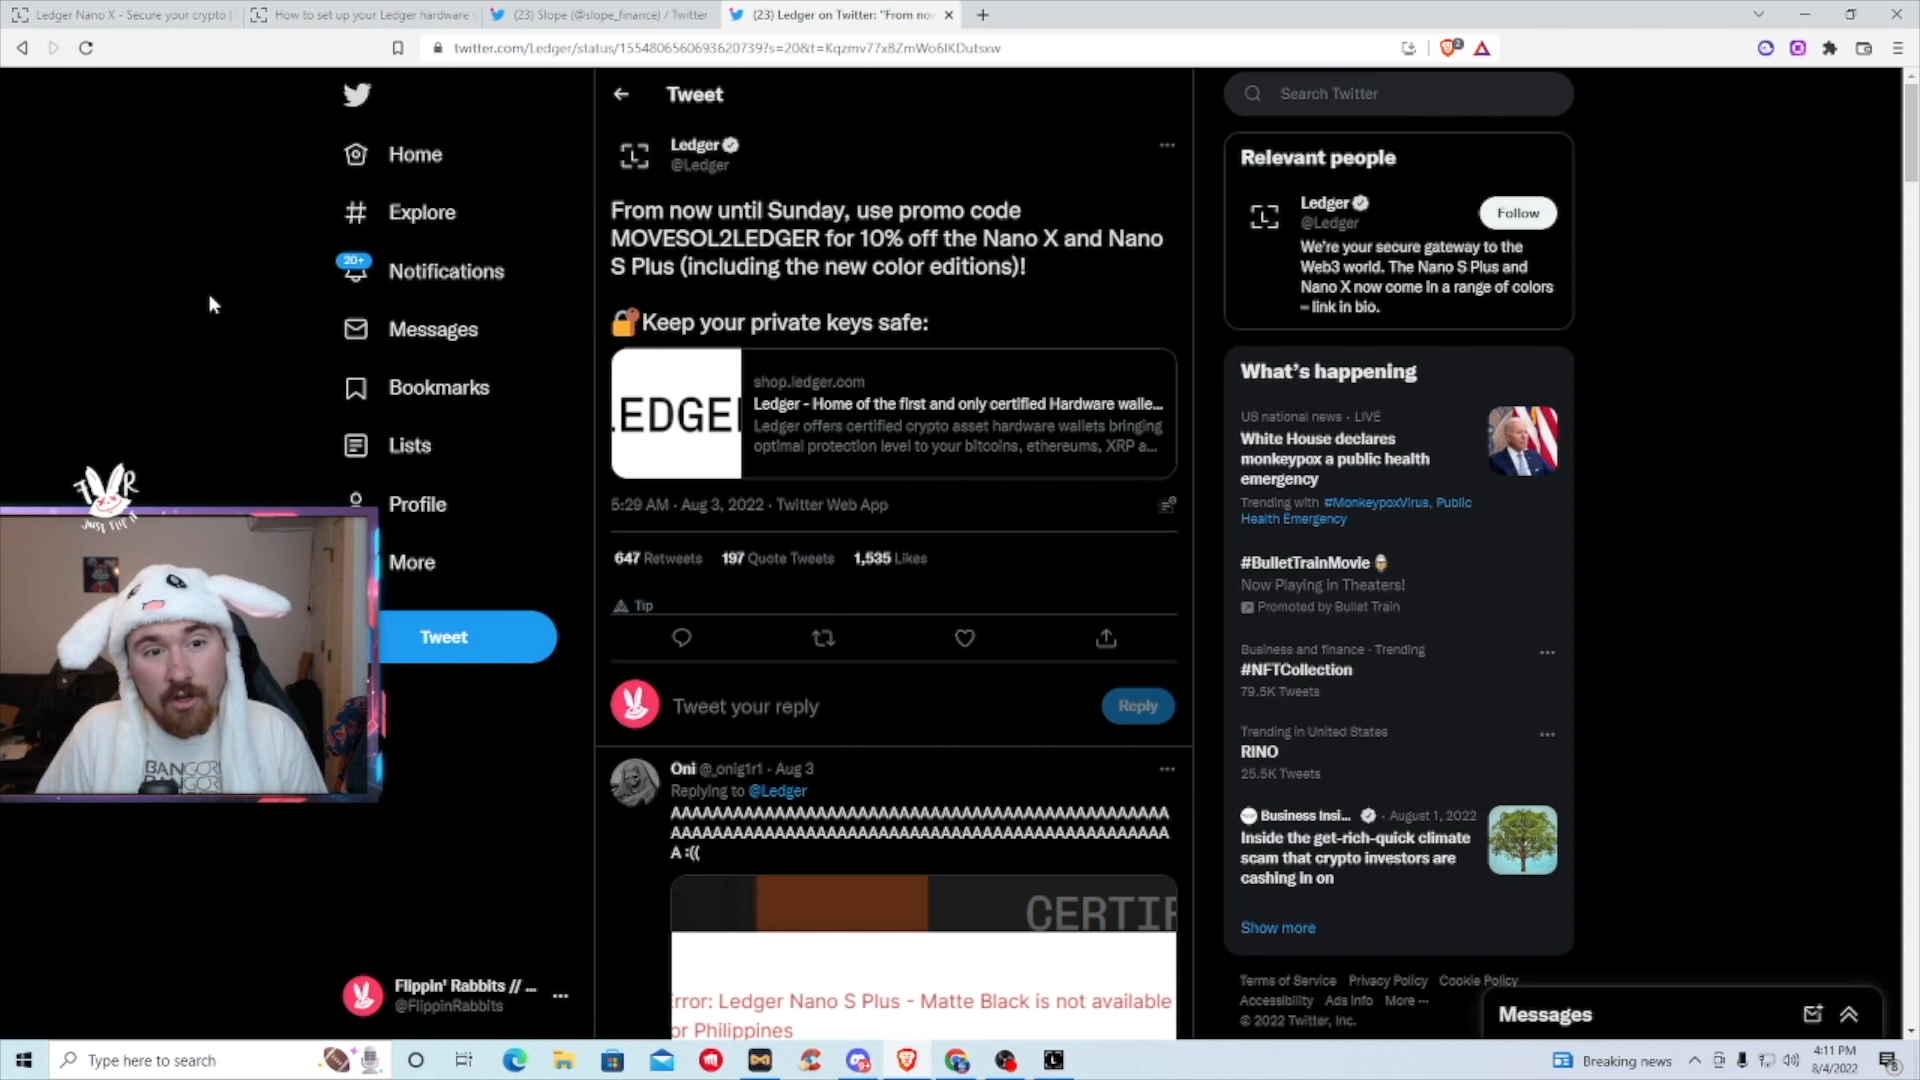 Ledger Nano X - Secure your crypto |
How to set up your Ledger hardware
(23) Slope (@slope_finance) / Twitter
(23) Ledger on Twitter: "From no
twitter.com/Ledger/status/1554806560693620739?s=20&t=Kqzmv77xBZmWo6IKDutsxw
2
Home
Explore
20+
Notifications
Messages
Bookmarks
Lists
Profile
More
Tweet
Flippin' Rabbits // ...
@FlippinRabbits
F R
JUST FLIP IT
BANGOR
Tweet
Ledger
@Ledger
From now until Sunday, use promo code
MOVESOL2LEDGER for 10% off the Nano X and Nano
S Plus (including the new color editions)!
Keep your private keys safe:
LEDGE
shop.ledger.com
Ledger - Home of the first and only certified Hardware walle...
Ledger offers certified crypto asset hardware wallets bringing
optimal protection level to your bitcoins, ethereums, XRP a...
5:29 AM · Aug 3, 2022 · Twitter Web App
647 Retweets 197 Quote Tweets 1,535 Likes
Tip
Tweet your reply
Reply
Oni @_onig1r1 · Aug 3
Replying to @Ledger
A :((
CERTIF
rror: Ledger Nano S Plus - Matte Black is not available
or Philippines
Search Twitter
Relevant people
Ledger
@Ledger
Follow
We're your secure gateway to the
Web3 world. The Nano S Plus and
Nano X now come in a range of colors
– link in bio.
What's happening
US national news · LIVE
White House declares
monkeypox a public health
emergency
Trending with #MonkeypoxVirus, Public
Health Emergency
#BulletTrainMovie
Now Playing in Theaters!
Promoted by Bullet Train
Business and finance · Trending
#NFTCollection
79.5K Tweets
Trending in United States
RINO
25.5K Tweets
Business Insi... · August 1, 2022
Inside the get-rich-quick climate
scam that crypto investors are
cashing in on
Show more
Terms of Service Privacy Policy Cookie Policy
Accessibility Ads info More ...
© 2022 Twitter, Inc.
Messages
Type here to search
Breaking news
4:11 PM
8/4/2022